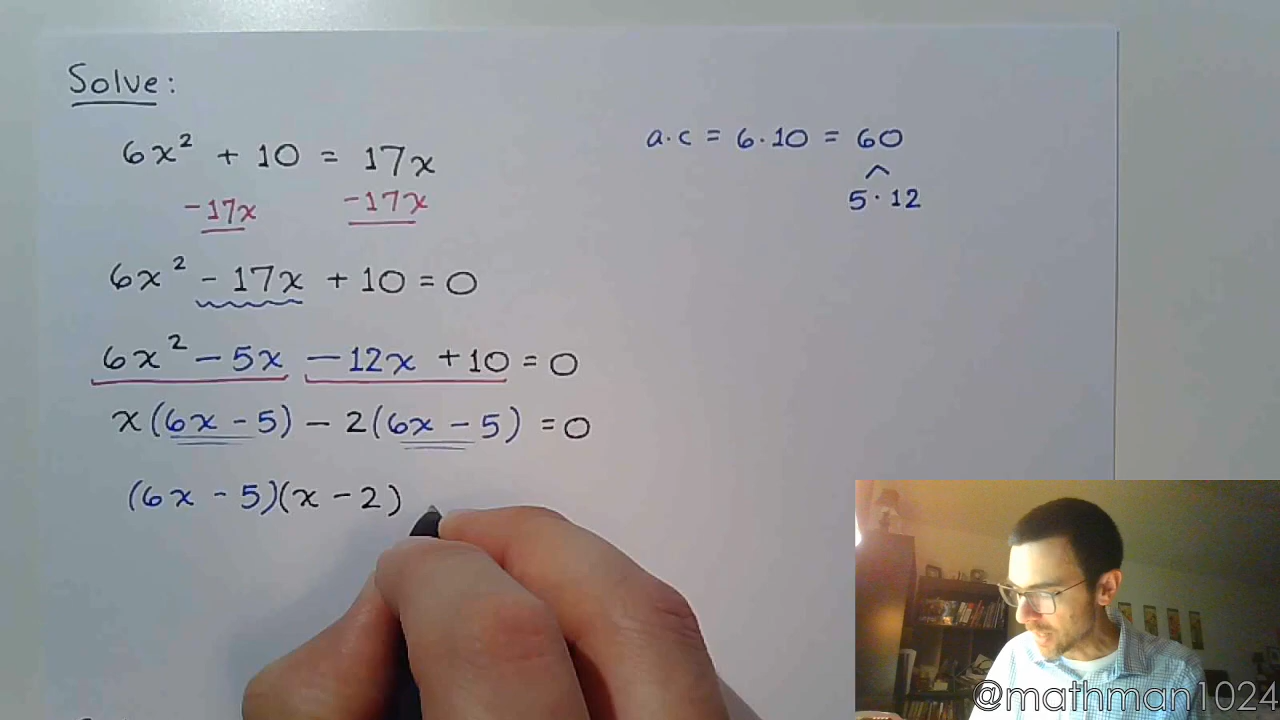 Solve:
6x² + 10 = 17x
-17x -17x
6x² - 17x + 10 = 0
6x² - 5x - 12x + 10 = 0
x(6x - 5) - 2(6x - 5) = 0
(6x - 5)(x - 2)
a·c = 6·10 = 60
^
5·12
@mathman1024